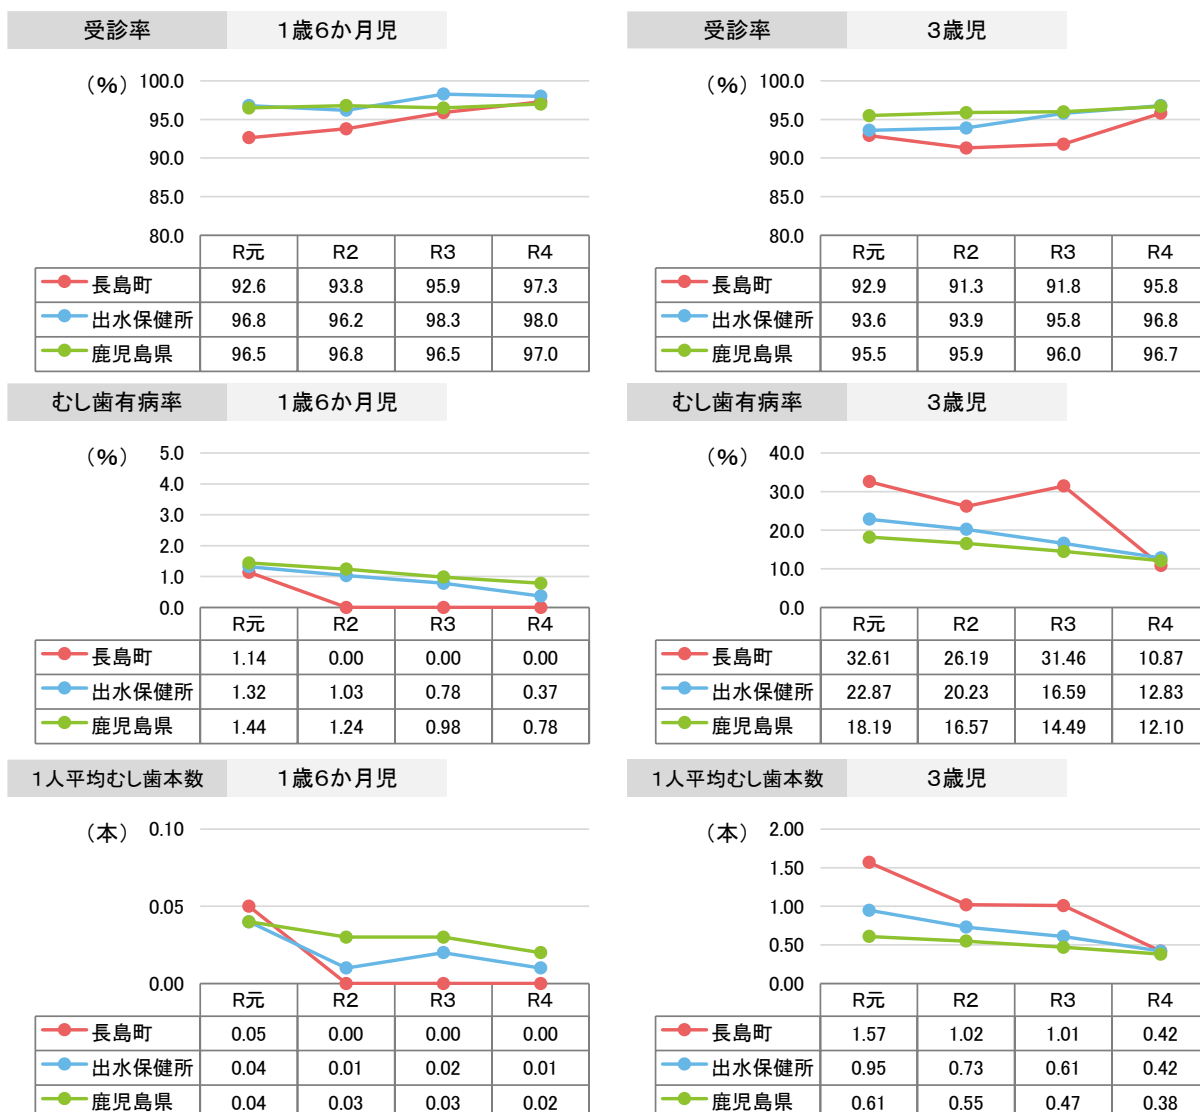 受診率 1歳6か月児
（%）
100.0
95.0
90.0
85.0
80.0
R元 R2 R3 R4
長島町 92.6 93.8 95.9 97.3
出水保健所 96.8 96.2 98.3 98.0
鹿児島県 96.5 96.8 96.5 97.0
受診率 3歳児
（%）
100.0
95.0
90.0
85.0
80.0
R元 R2 R3 R4
長島町 92.9 91.3 91.8 95.8
出水保健所 93.6 93.9 95.8 96.8
鹿児島県 95.5 95.9 96.0 96.7
むし歯有病率 1歳6か月児
（%）
5.0
4.0
3.0
2.0
1.0
0.0
R元 R2 R3 R4
長島町 1.14 0.00 0.00 0.00
出水保健所 1.32 1.03 0.78 0.37
鹿児島県 1.44 1.24 0.98 0.78
むし歯有病率 3歳児
（%）
40.0
30.0
20.0
10.0
0.0
R元 R2 R3 R4
長島町 32.61 26.19 31.46 10.87
出水保健所 22.87 20.23 16.59 12.83
鹿児島県 18.19 16.57 14.49 12.10
1人平均むし歯本数 1歳6か月児
（本）
0.10
0.05
0.00
R元 R2 R3 R4
長島町 0.05 0.00 0.00 0.00
出水保健所 0.04 0.01 0.02 0.01
鹿児島県 0.04 0.03 0.03 0.02
1人平均むし歯本数 3歳児
（本）
2.00
1.50
1.00
0.50
0.00
R元 R2 R3 R4
長島町 1.57 1.02 1.01 0.42
出水保健所 0.95 0.73 0.61 0.42
鹿児島県 0.61 0.55 0.47 0.38